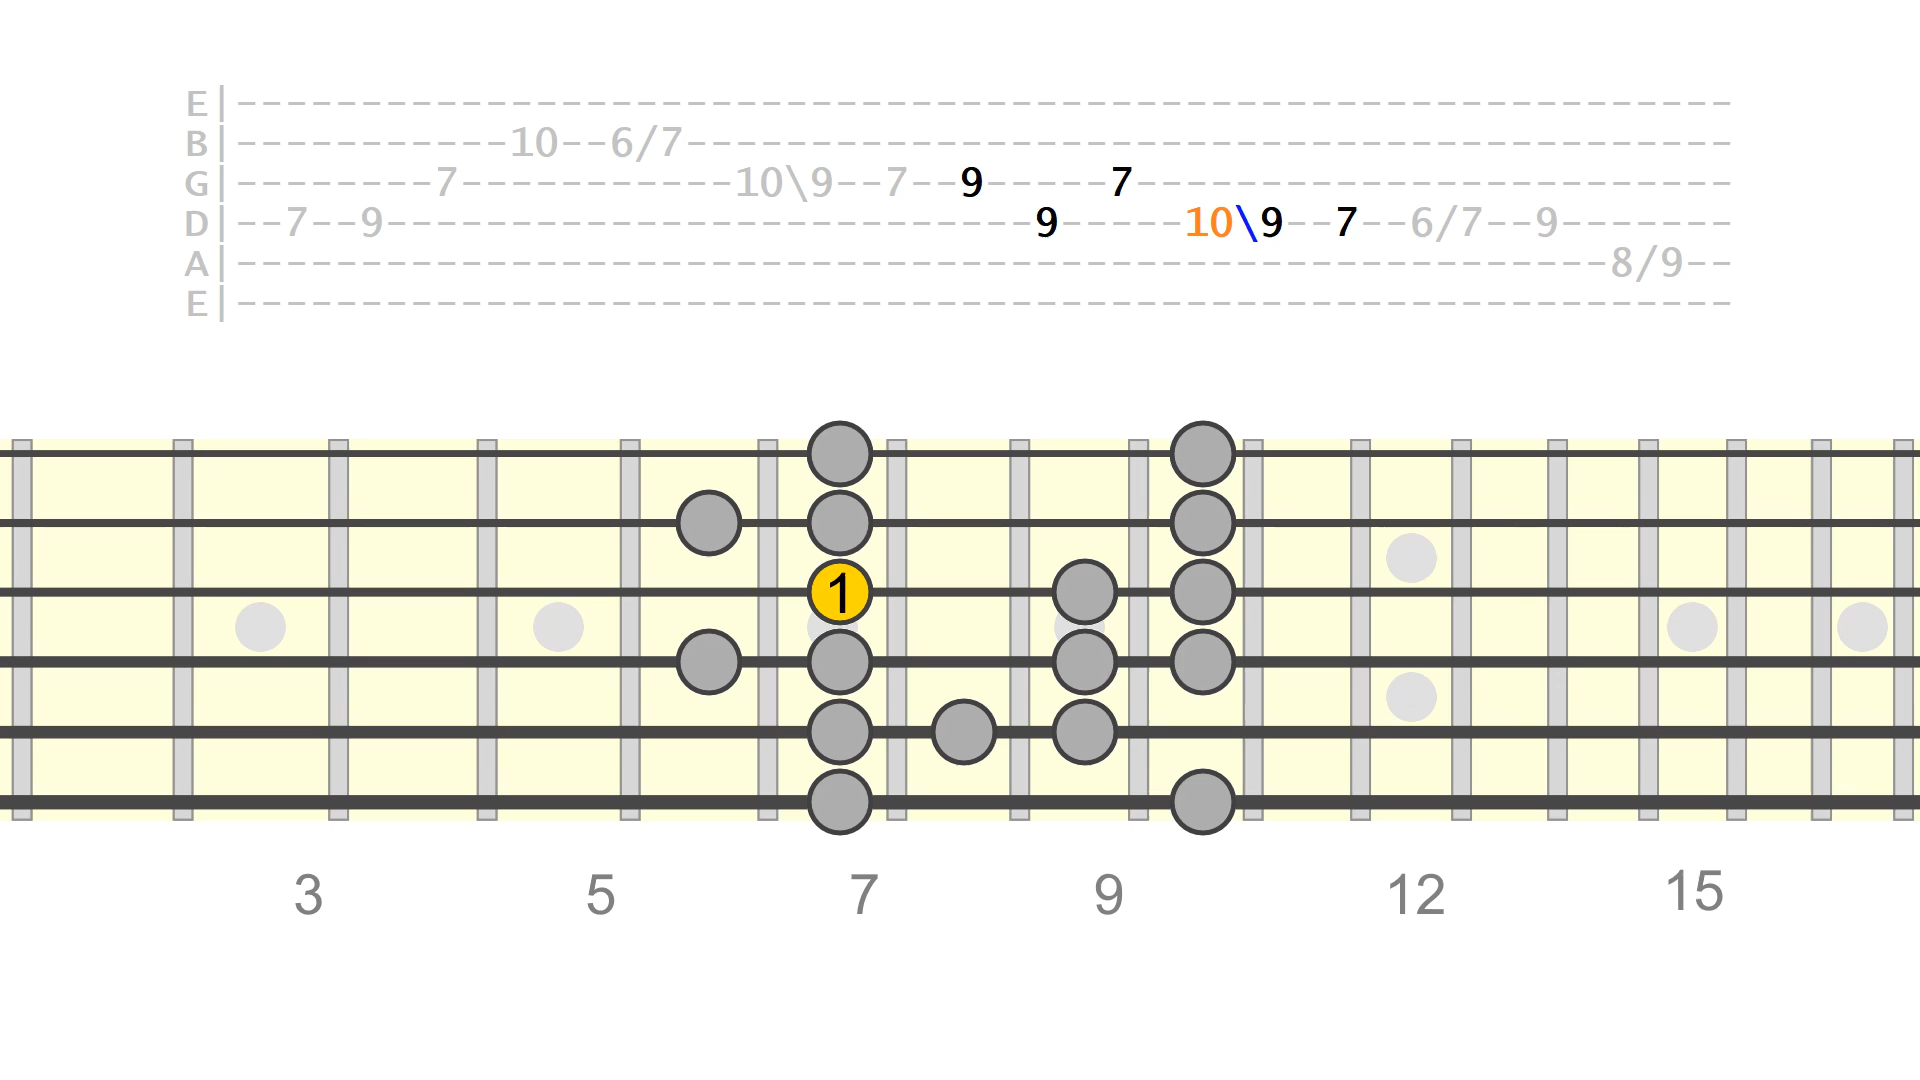 E|------------------------------------------------------------
B|-----------10--6/7------------------------------------------
G|--------7-----------10\9--7--9-----7------------------------
D|--7--9--------------------------9-----10\9--7--6/7--9-------
A|-------------------------------------------------------8/9--
E|------------------------------------------------------------
1
3 5 7 9 12 15